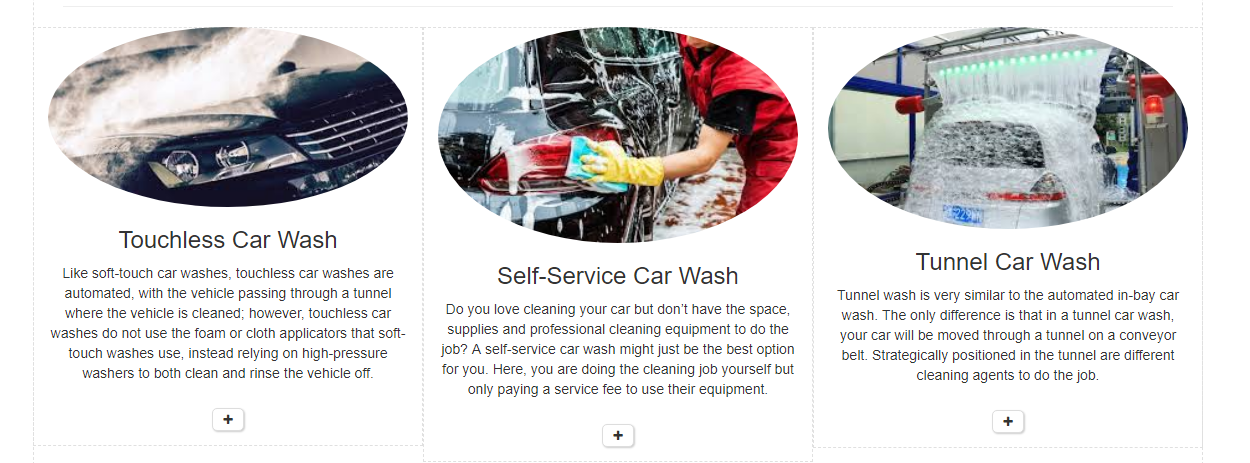 Touchless Car Wash
Like soft-touch car washes, touchless car washes are
automated, with the vehicle passing through a tunnel
where the vehicle is cleaned; however, touchless car
washes do not use the foam or cloth applicators that soft-
touch washes use, instead relying on high-pressure
washers to both clean and rinse the vehicle off.
+
Self-Service Car Wash
Do you love cleaning your car but don’t have the space,
supplies and professional cleaning equipment to do the
job? A self-service car wash might just be the best option
for you. Here, you are doing the cleaning job yourself but
only paying a service fee to use their equipment.
+
Tunnel Car Wash
Tunnel wash is very similar to the automated in-bay car
wash. The only difference is that in a tunnel car wash,
your car will be moved through a tunnel on a conveyor
belt. Strategically positioned in the tunnel are different
cleaning agents to do the job.
+